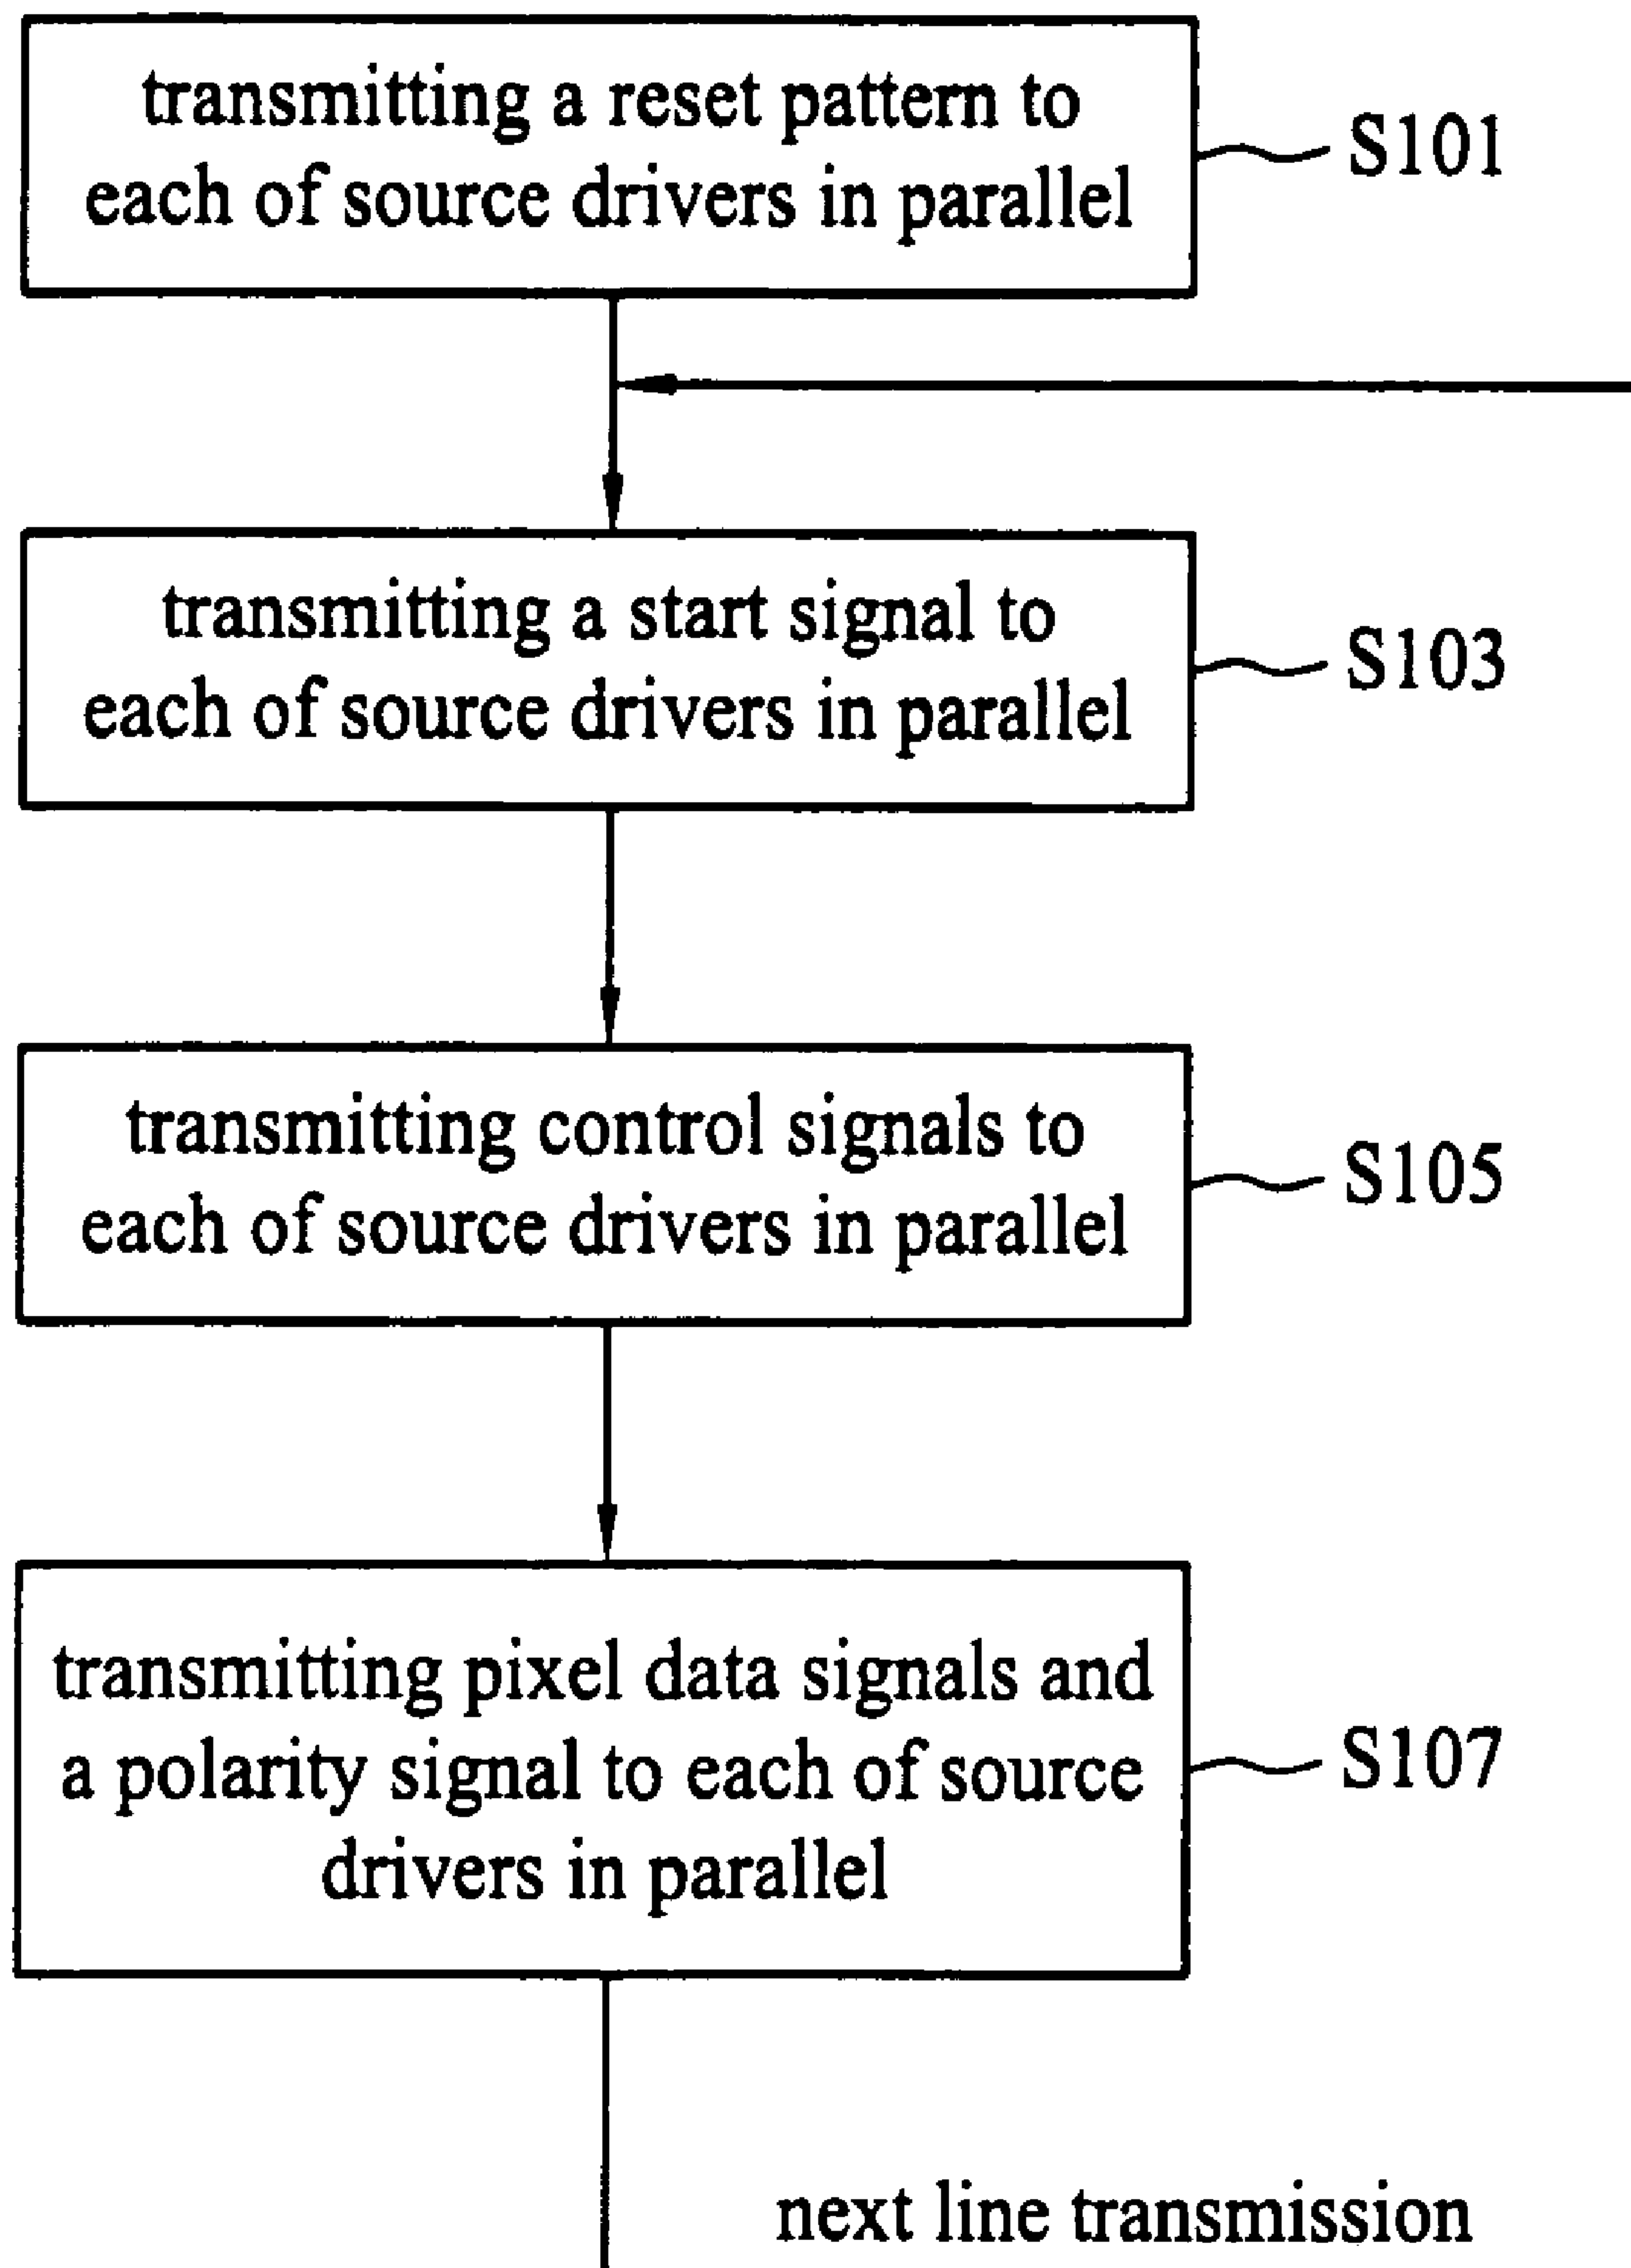 transmitting a reset pattern to
each of source drivers in parallel
S101
transmitting a start signal to
each of source drivers in parallel
S103
transmitting control signals to
each of source drivers in parallel
S105
transmitting pixel data signals and
a polarity signal to each of source
drivers in parallel
S107
next line transmission